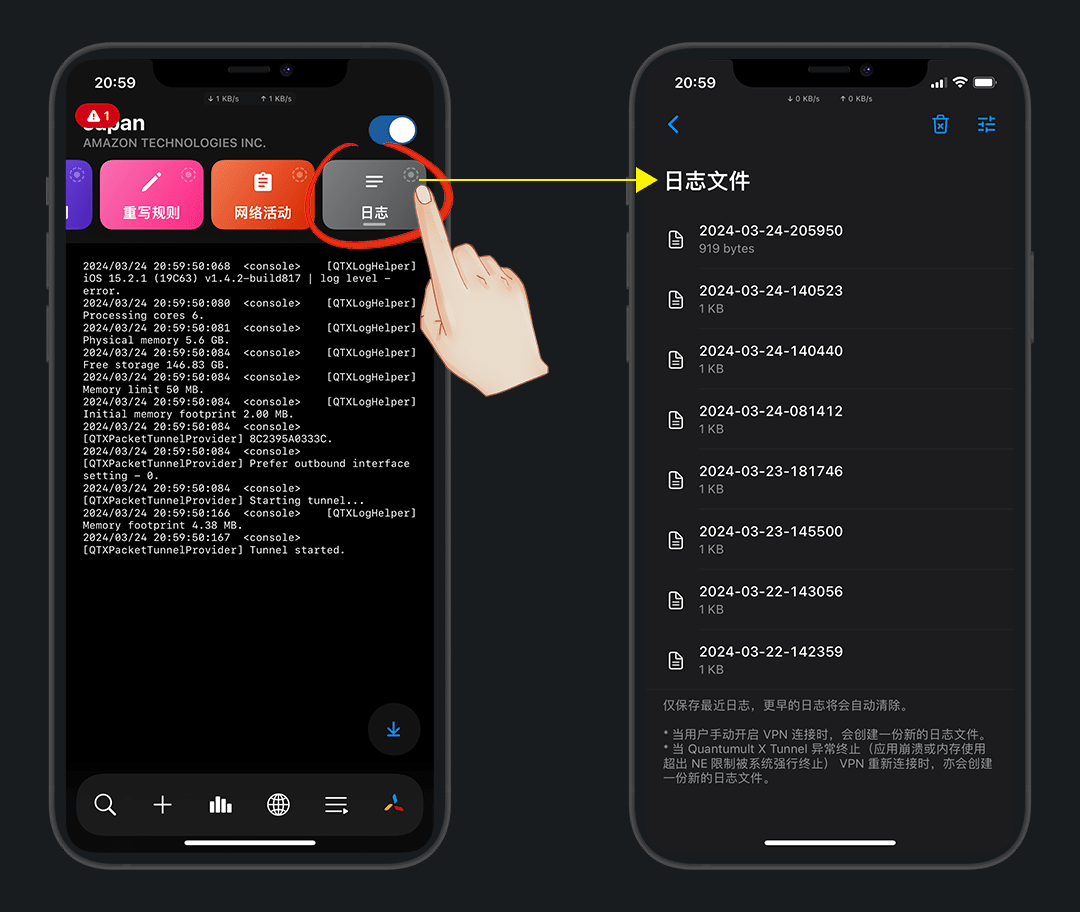 20:59
↓ 1 KB/s ↑ 1 KB/s
1
Japan
AMAZON TECHNOLOGIES INC.
重写规则
网络活动
日志
2024/03/24 20:59:50:068 <console> [QTXLogHelper]
iOS 15.2.1 (19C63) v1.4.2-build817 | log level -
error.
2024/03/24 20:59:50:080 <console> [QTXLogHelper]
Processing cores 6.
2024/03/24 20:59:50:081 <console> [QTXLogHelper]
Physical memory 5.6 GB.
2024/03/24 20:59:50:084 <console> [QTXLogHelper]
Free storage 146.83 GB.
2024/03/24 20:59:50:084 <console> [QTXLogHelper]
Memory limit 50 MB.
2024/03/24 20:59:50:084 <console> [QTXLogHelper]
Initial memory footprint 2.00 MB.
2024/03/24 20:59:50:084 <console>
[QTXPacketTunnelProvider] 8C2395A0333C.
2024/03/24 20:59:50:084 <console>
[QTXPacketTunnelProvider] Prefer outbound interface
setting - 0.
2024/03/24 20:59:50:084 <console>
[QTXPacketTunnelProvider] Starting tunnel...
2024/03/24 20:59:50:166 <console> [QTXLogHelper]
Memory footprint 4.38 MB.
2024/03/24 20:59:50:167 <console>
[QTXPacketTunnelProvider] Tunnel started.
20:59
↓ 0 KB/s ↑ 0 KB/s
日志文件
2024-03-24-205950
919 bytes
2024-03-24-140523
1 KB
2024-03-24-140440
1 KB
2024-03-24-081412
1 KB
2024-03-23-181746
1 KB
2024-03-23-145500
1 KB
2024-03-22-143056
1 KB
2024-03-22-142359
1 KB
仅保存最近日志，更早的日志将会自动清除。
* 当用户手动开启 VPN 连接时，会创建一份新的日志文件。
* 当 Quantumult X Tunnel 异常终止（应用崩溃或内存使用
超出 NE 限制被系统强行终止） VPN 重新连接时，亦会创建
一份新的日志文件。